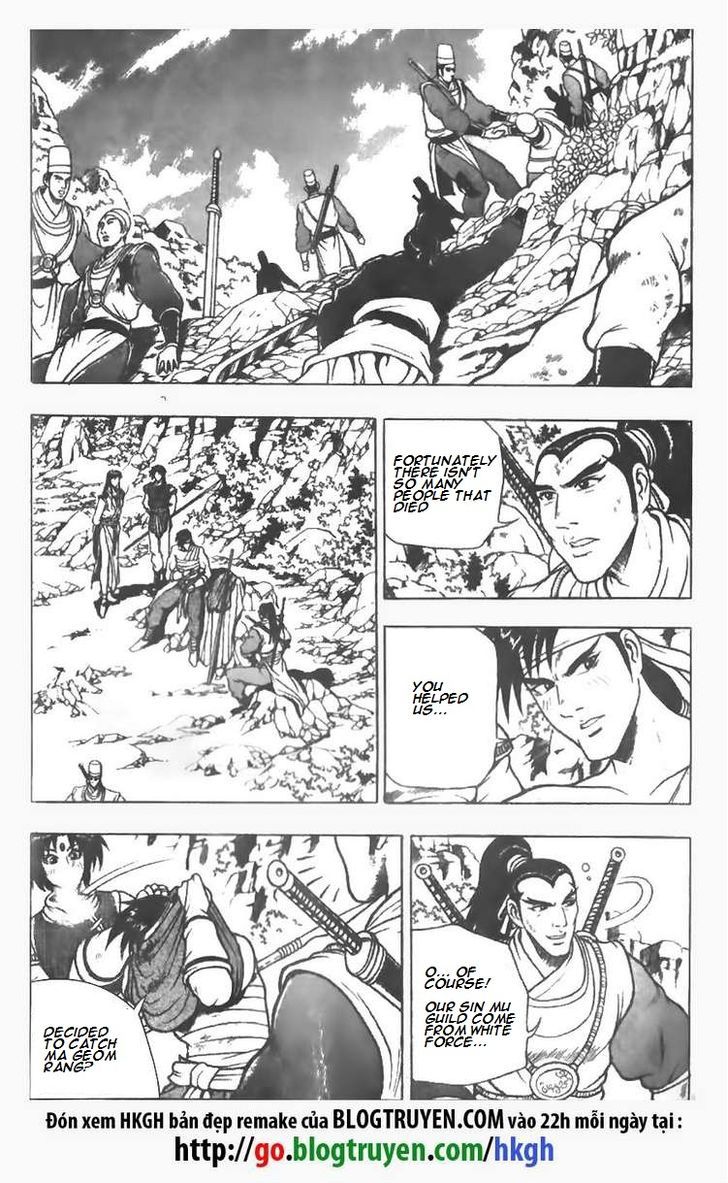 FORTUNATELY
THERE ISN'T
SO MANY
PEOPLE THAT
DIED
YOU
HELPED
US...
DECIDED
TO CATCH
MA GEOM
RANG?
O... OF
COURSE!
OUR SIN MU
GUILD COME
FROM WHITE
FORCE...
Đón xem HKGH bản đẹp remake của BLOGTRUYEN.COM vào 22h mỗi ngày tại :
http://go.blogtruyen.com/hkgh